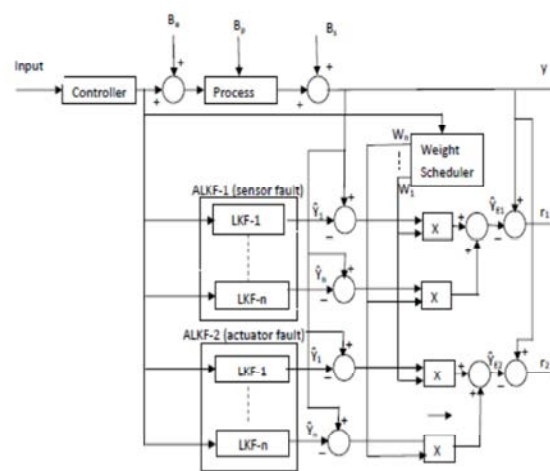 Bₐ
Bₚ
Bₛ
Input
+
+
+
+
y
Controller
Process
Wₙ
Weight
Scheduler
W₁
ALKF-1 (sensor fault)
LKF-1
Ŷ₁
+
−
X
+
+
ŶE1
+
−
r₁
LKF-n
Ŷₙ
+
−
X
ALKF-2 (actuator fault)
LKF-1
Ŷ₁
+
−
X
+
+
ŶE2
+
−
r₂
LKF-n
Ŷₙ
+
−
X